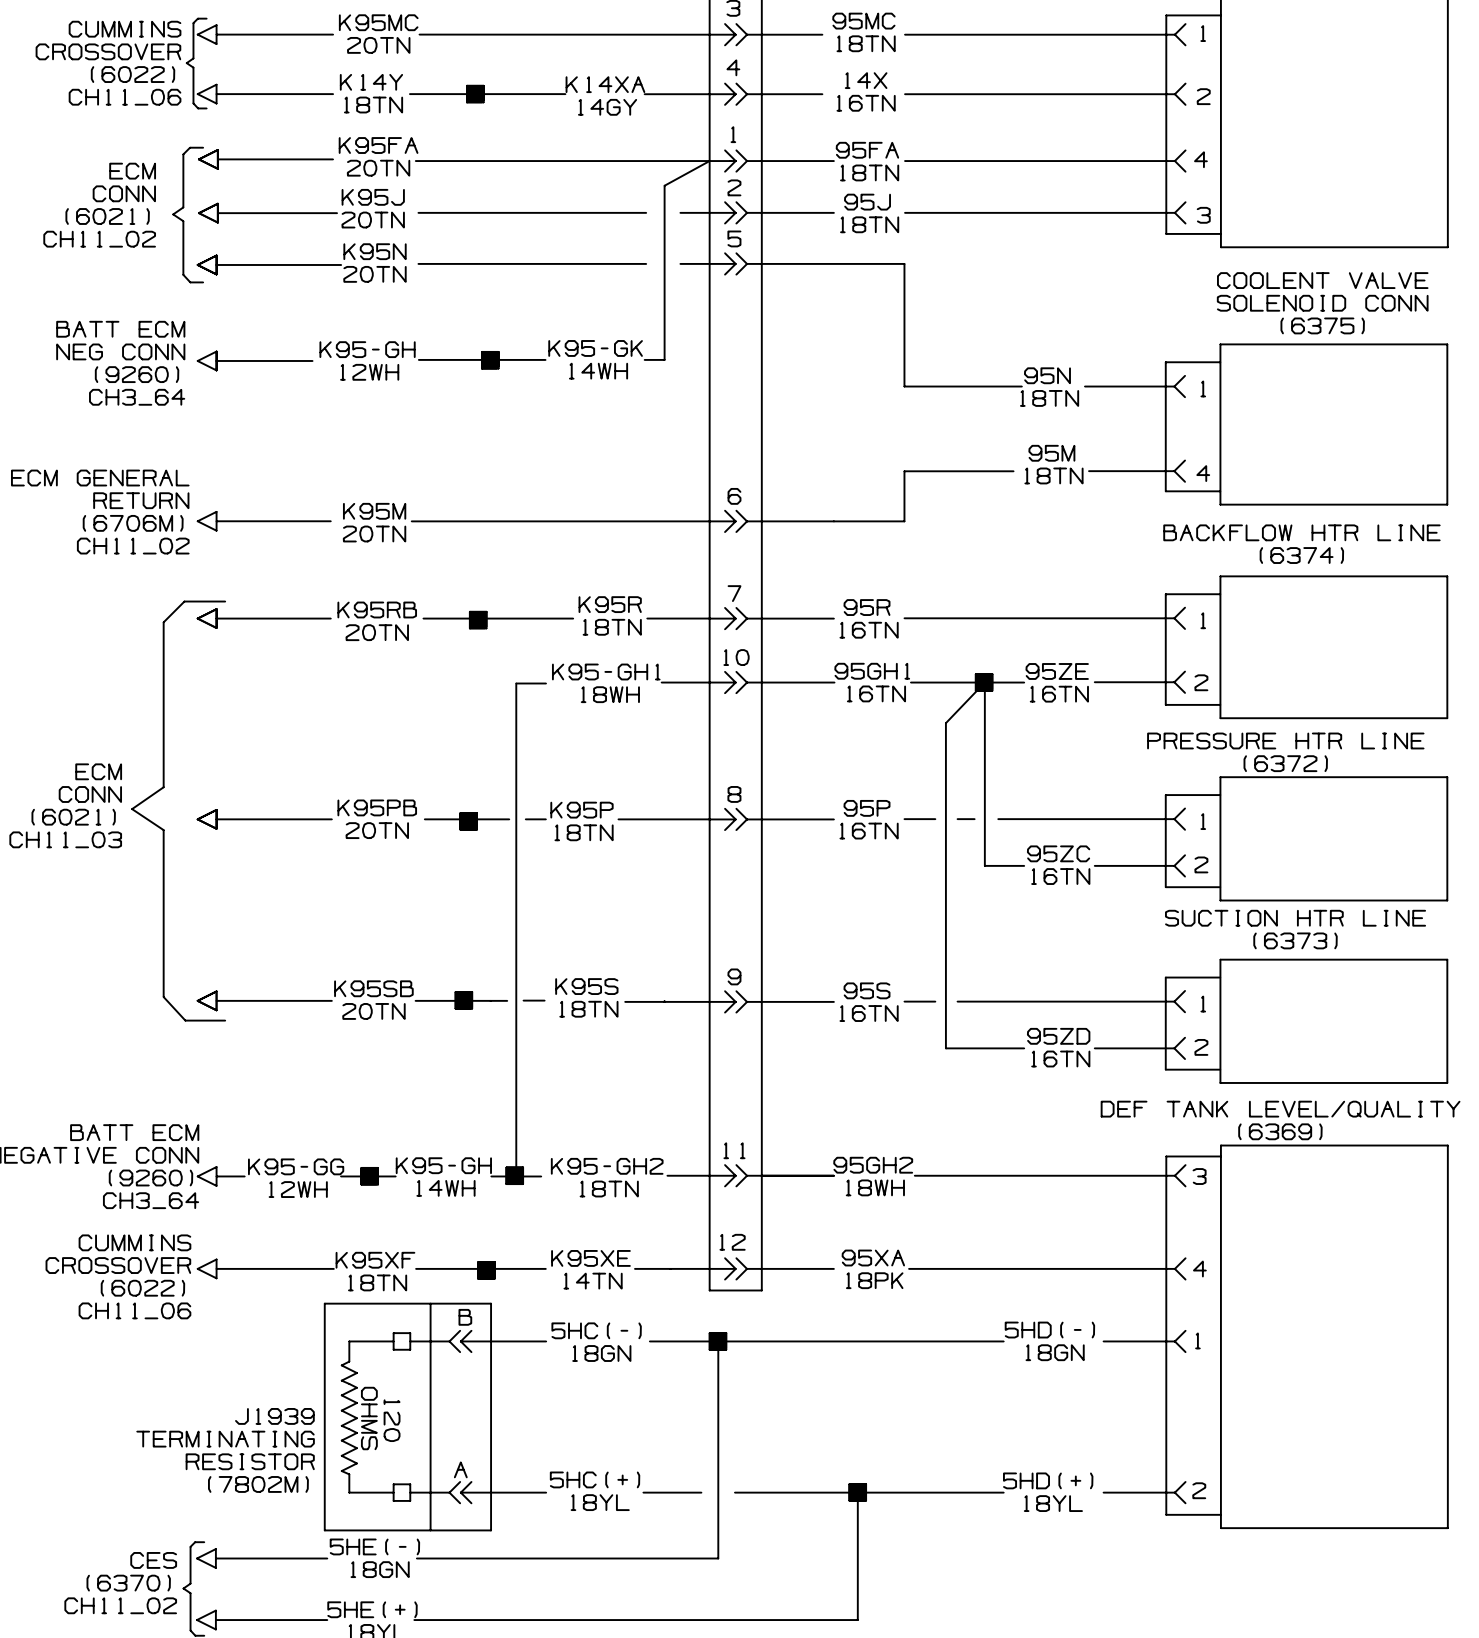 CUMMINS
CROSSOVER
(6022)
CH11_06
K95MC
20TN
3
95MC
18TN
1
K14Y
18TN
K14XA
14GY
4
14X
16TN
2
ECM
CONN
(6021)
CH11_02
K95FA
20TN
1
95FA
18TN
4
K95J
20TN
2
95J
18TN
3
K95N
20TN
5
COOLENT VALVE
SOLENOID CONN
(6375)
BATT ECM
NEG CONN
(9260)
CH3_64
K95-GH
12WH
K95-GK
14WH
95N
18TN
1
95M
18TN
4
ECM GENERAL
RETURN
(6706M)
CH11_02
K95M
20TN
6
BACKFLOW HTR LINE
(6374)
K95RB
20TN
K95R
18TN
7
95R
16TN
1
K95-GH1
18WH
10
95GH1
16TN
95ZE
16TN
2
PRESSURE HTR LINE
(6372)
ECM
CONN
(6021)
CH11_03
K95PB
20TN
K95P
18TN
8
95P
16TN
1
95ZC
16TN
2
SUCTION HTR LINE
(6373)
K95SB
20TN
K95S
18TN
9
95S
16TN
1
95ZD
16TN
2
DEF TANK LEVEL/QUALITY
(6369)
BATT ECM
NEGATIVE CONN
(9260)
CH3_64
K95-GG
12WH
K95-GH
14WH
K95-GH2
18TN
11
95GH2
18WH
3
CUMMINS
CROSSOVER
(6022)
CH11_06
K95XF
18TN
K95XE
14TN
12
95XA
18PK
4
B
5HC(-)
18GN
5HD(-)
18GN
1
J1939
TERMINATING
RESISTOR
(7802M)
120
OHMS
A
5HC(+)
18YL
5HD(+)
18YL
2
CES
(6370)
CH11_02
5HE(-)
18GN
5HE(+)
18YL